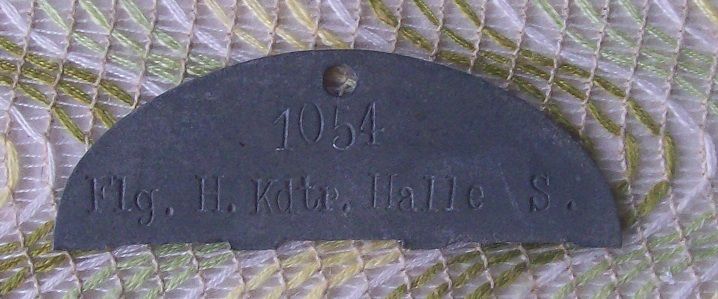 1054
Flg. H. Kdtr. Halle S.